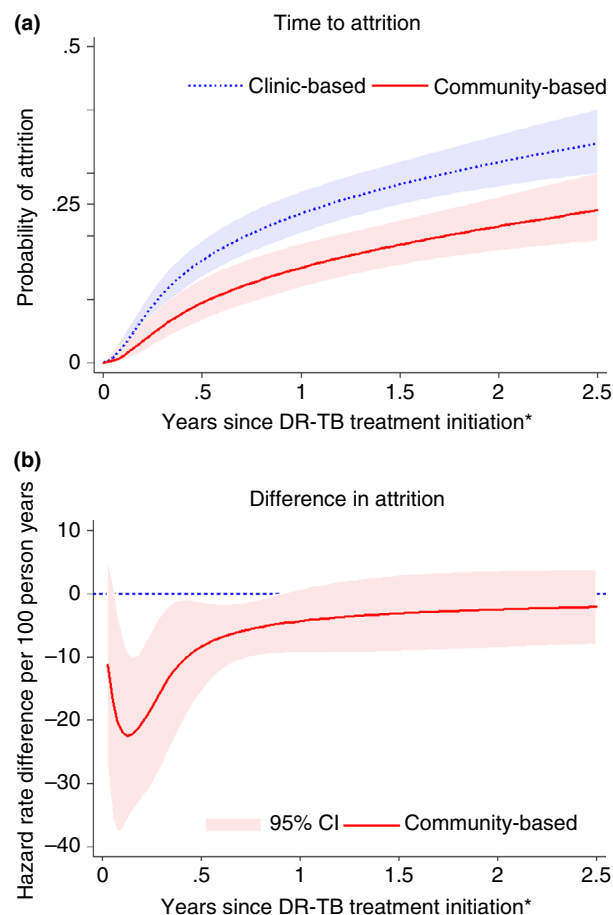 (a)
Time to attrition
.5
Clinic-based
Community-based
Probability of attrition
.25
0
0 .5 1 1.5 2 2.5
Years since DR-TB treatment initiation*
(b)
Difference in attrition
Hazard rate difference per 100 person years
10
0
–10
–20
–30
–40
95% CI
Community-based
0 .5 1 1.5 2 2.5
Years since DR-TB treatment initiation*